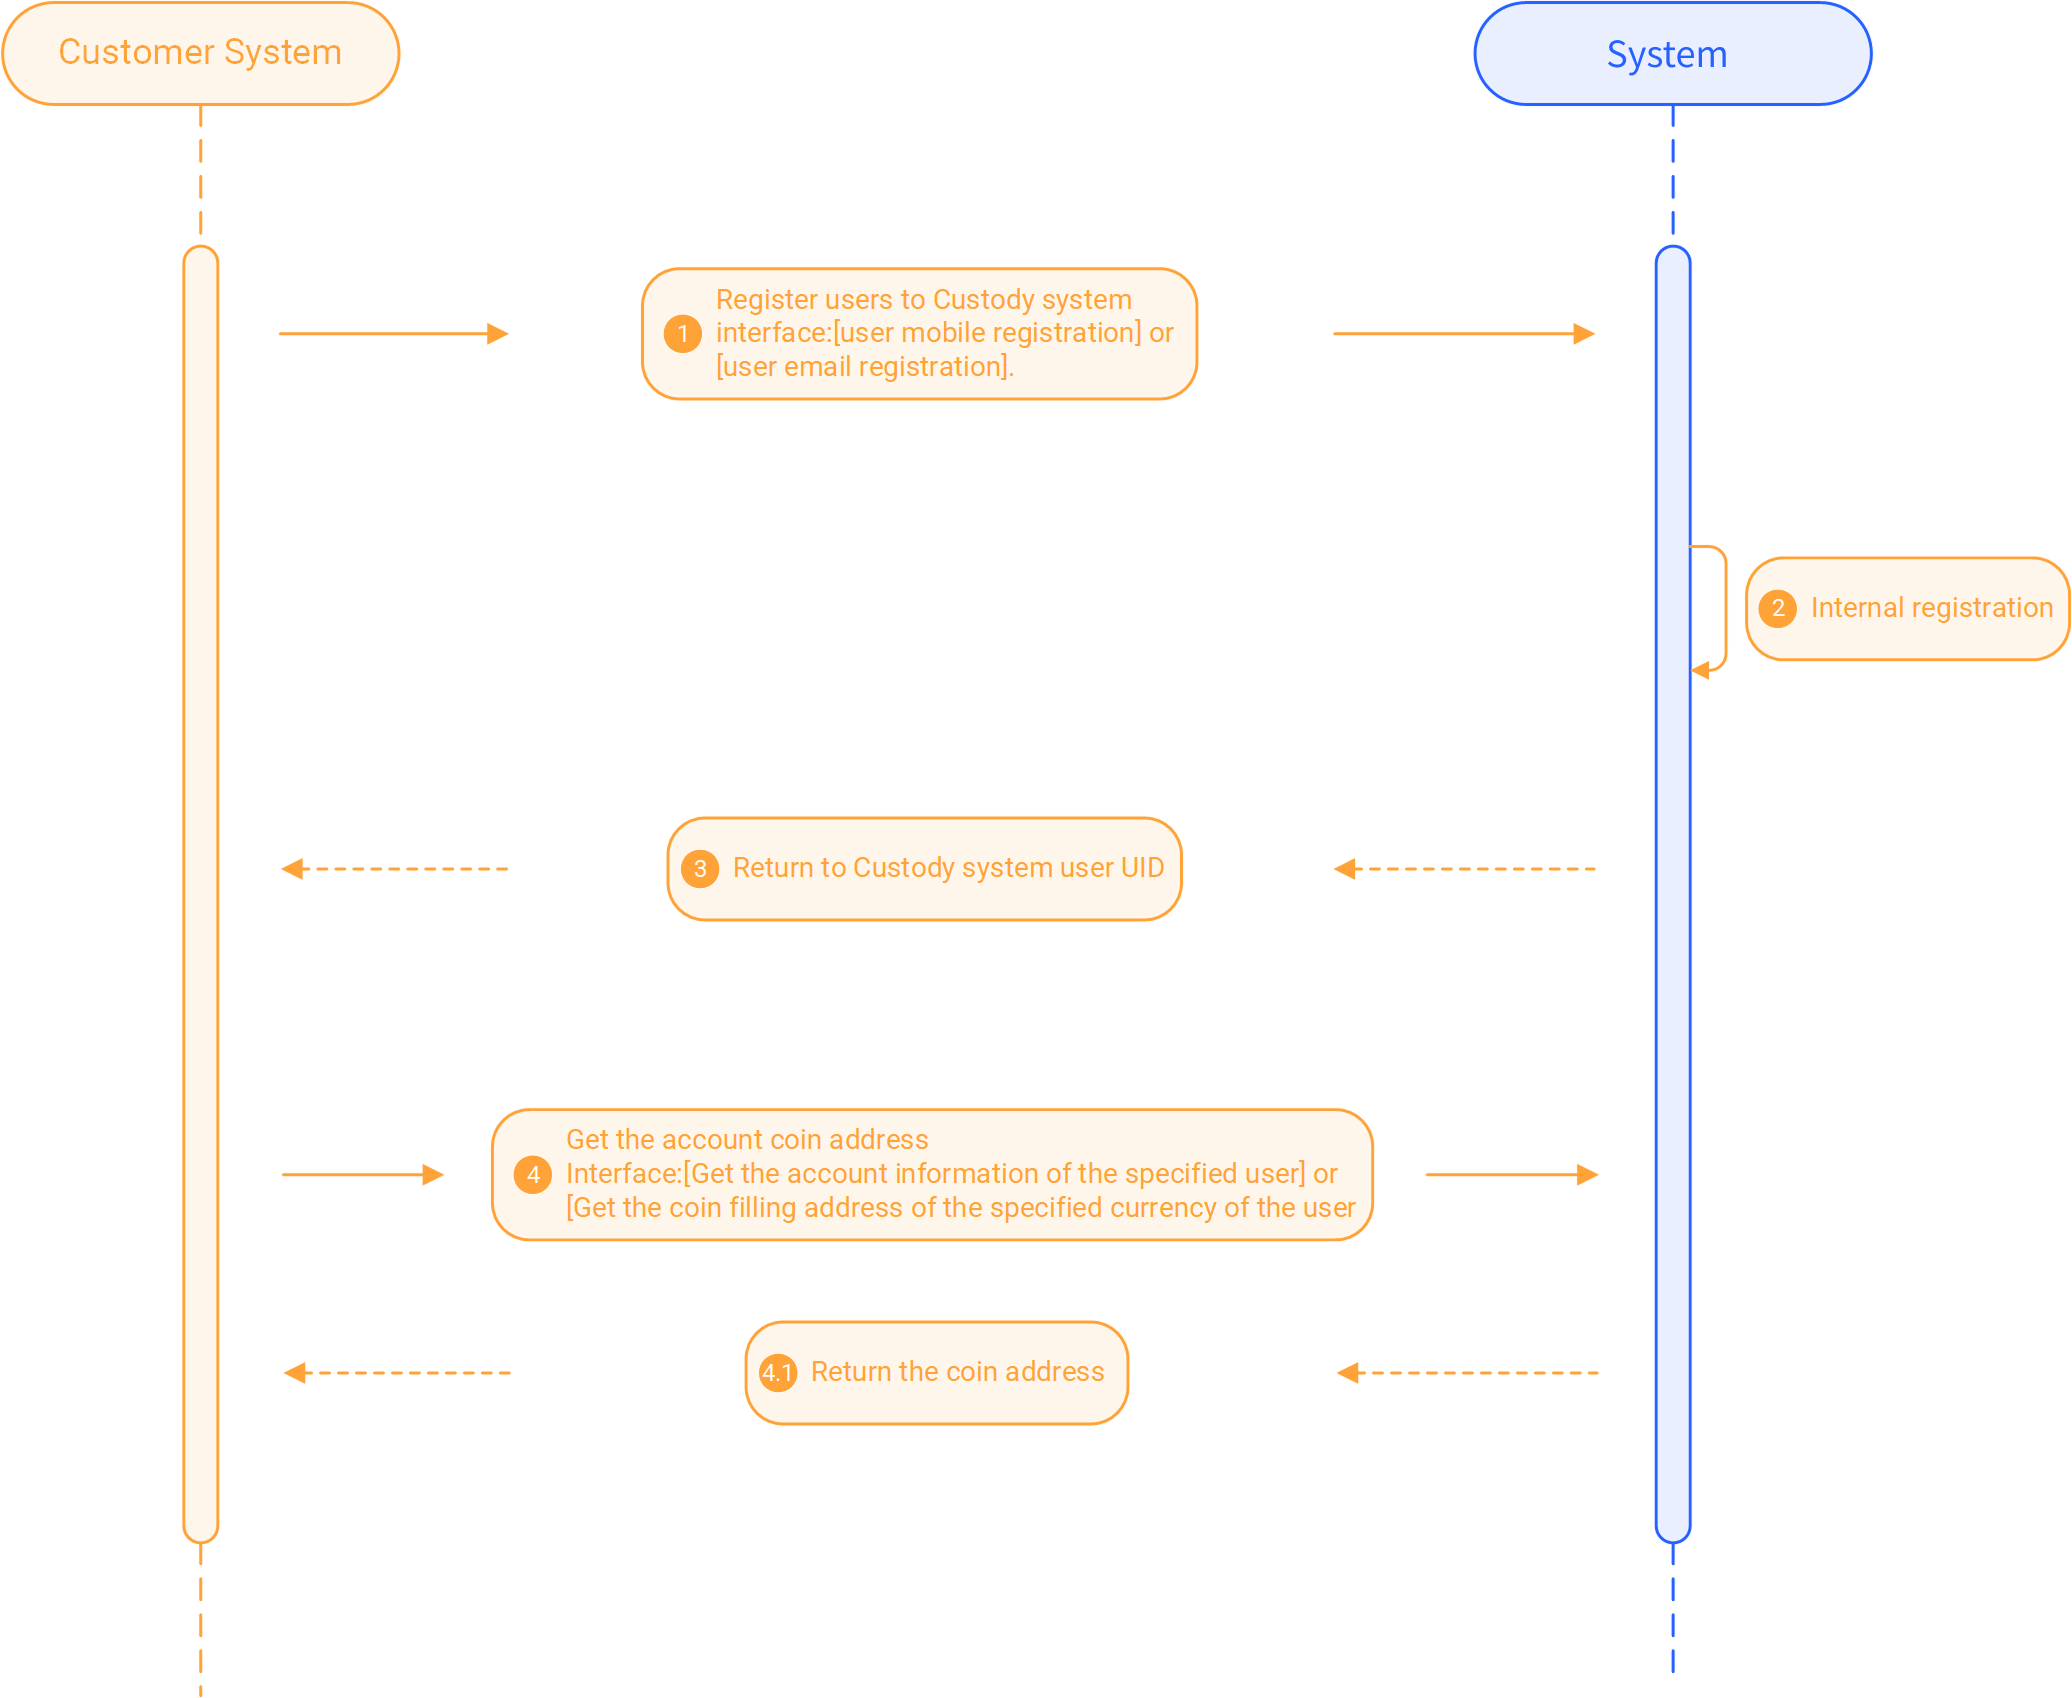 Customer System
System
1
Register users to Custody system
interface:[user mobile registration] or
[user email registration].
2 Internal registration
3 Return to Custody system user UID
4
Get the account coin address
Interface:[Get the account information of the specified user] or
[Get the coin filling address of the specified currency of the user
4.1 Return the coin address